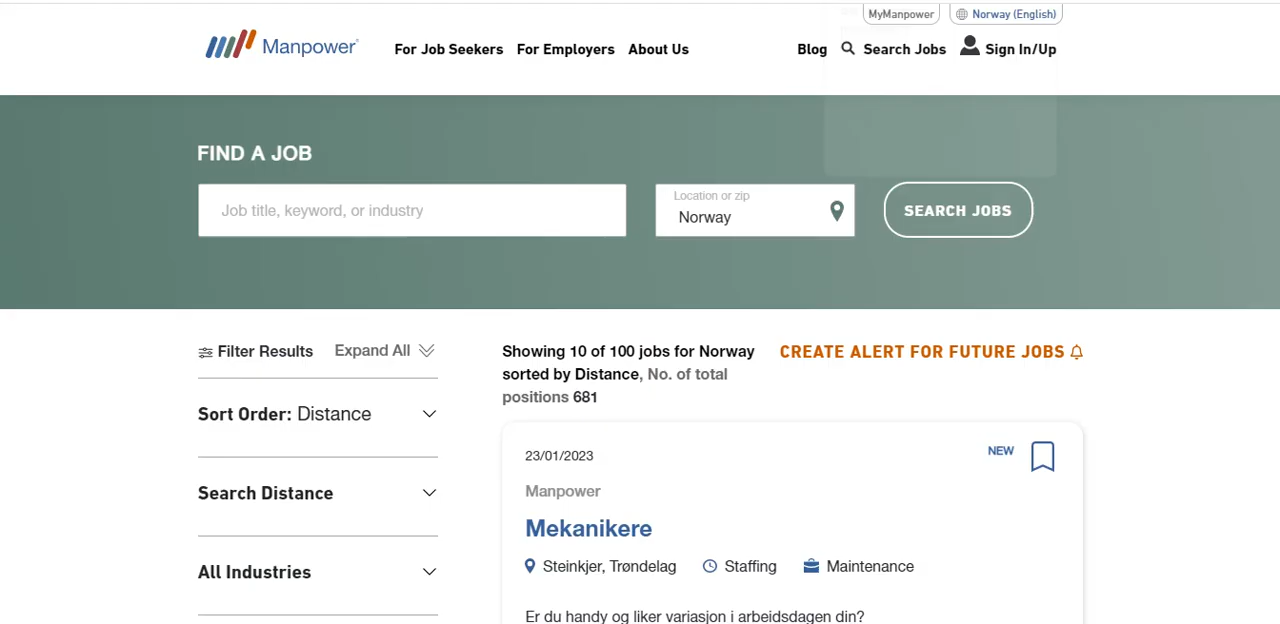 MyManpower Norway (English)
Manpower For Job Seekers For Employers About Us Blog Search Jobs Sign In/Up
FIND A JOB
Job title, keyword, or industry
Location or zip
Norway
SEARCH JOBS
Filter Results Expand All
Sort Order: Distance
Search Distance
All Industries
Showing 10 of 100 jobs for Norway
sorted by Distance, No. of total
positions 681
CREATE ALERT FOR FUTURE JOBS
23/01/2023
NEW
Manpower
Mekanikere
Steinkjer, Trøndelag Staffing Maintenance
Er du handy og liker variasjon i arbeidsdagen din?